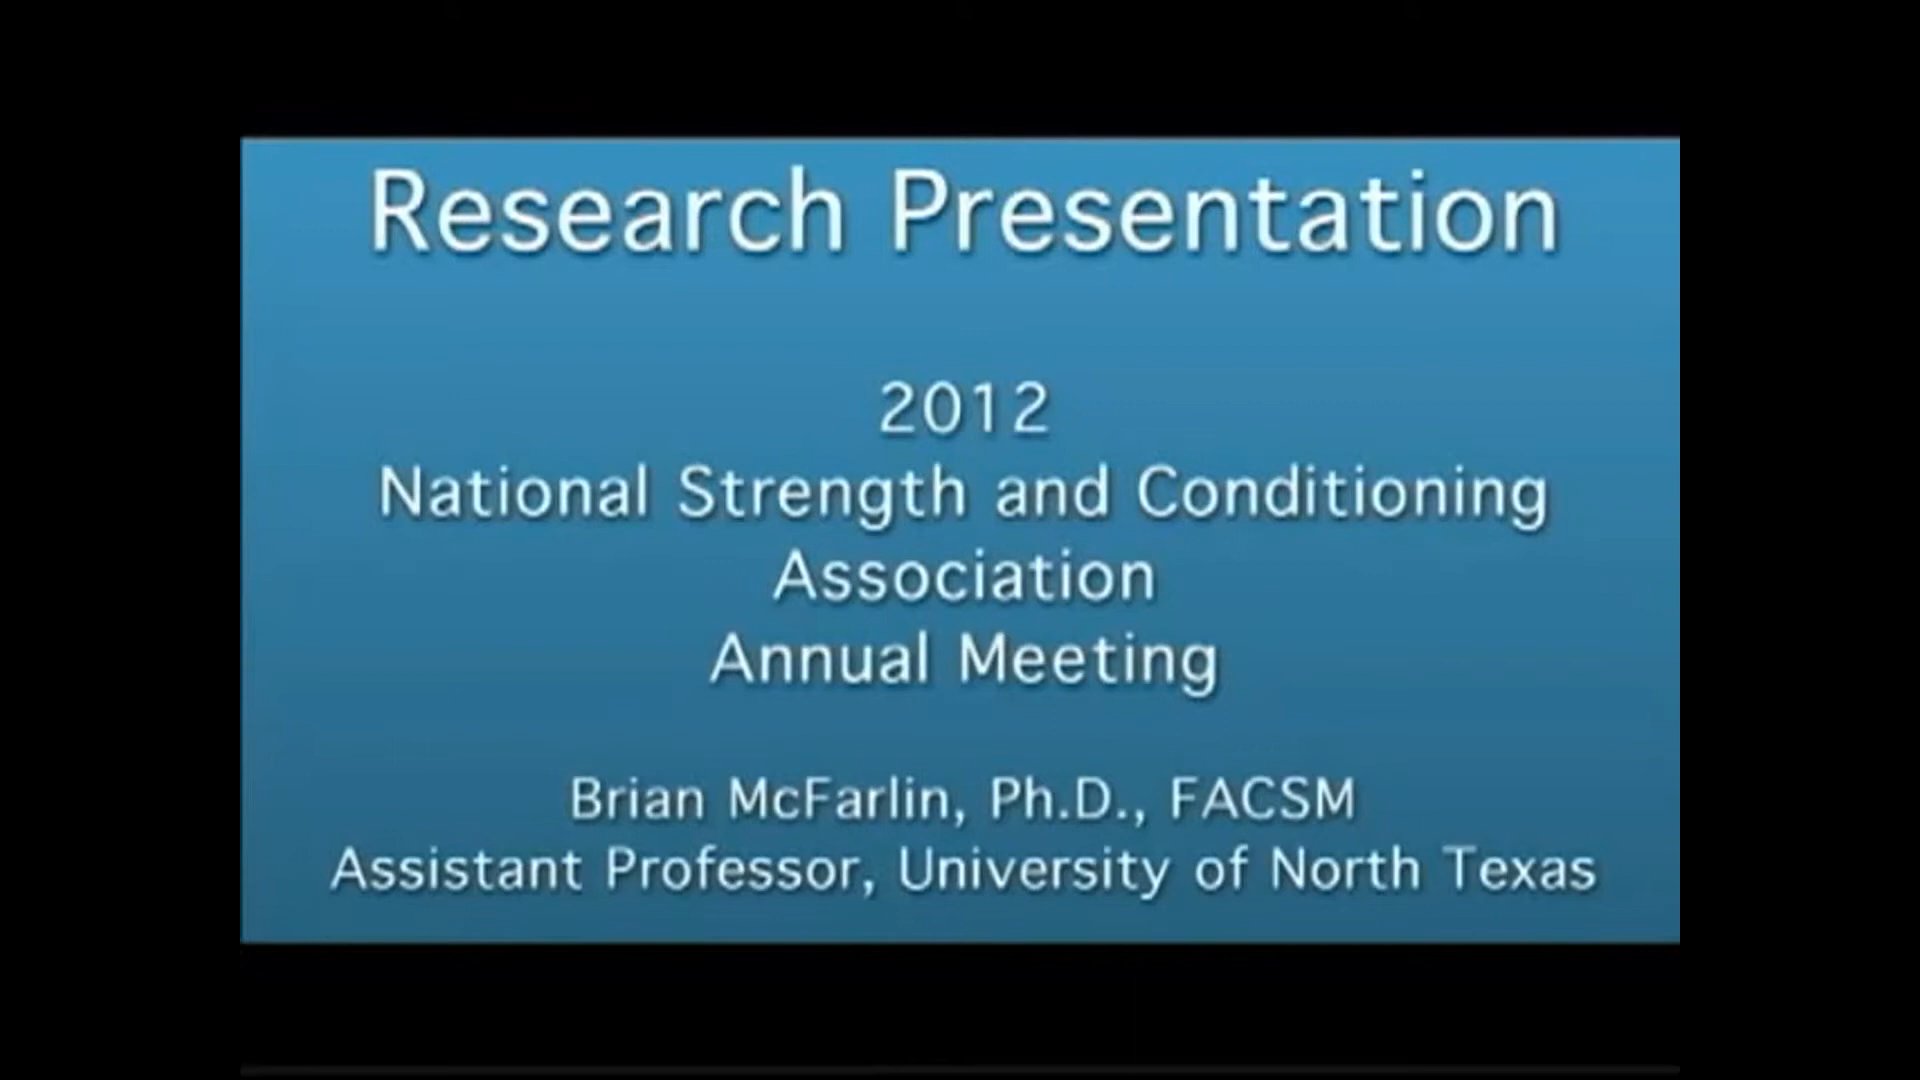 Research Presentation
2012
National Strength and Conditioning
Association
Annual Meeting
Brian McFarlin, Ph.D., FACSM
Assistant Professor, University of North Texas